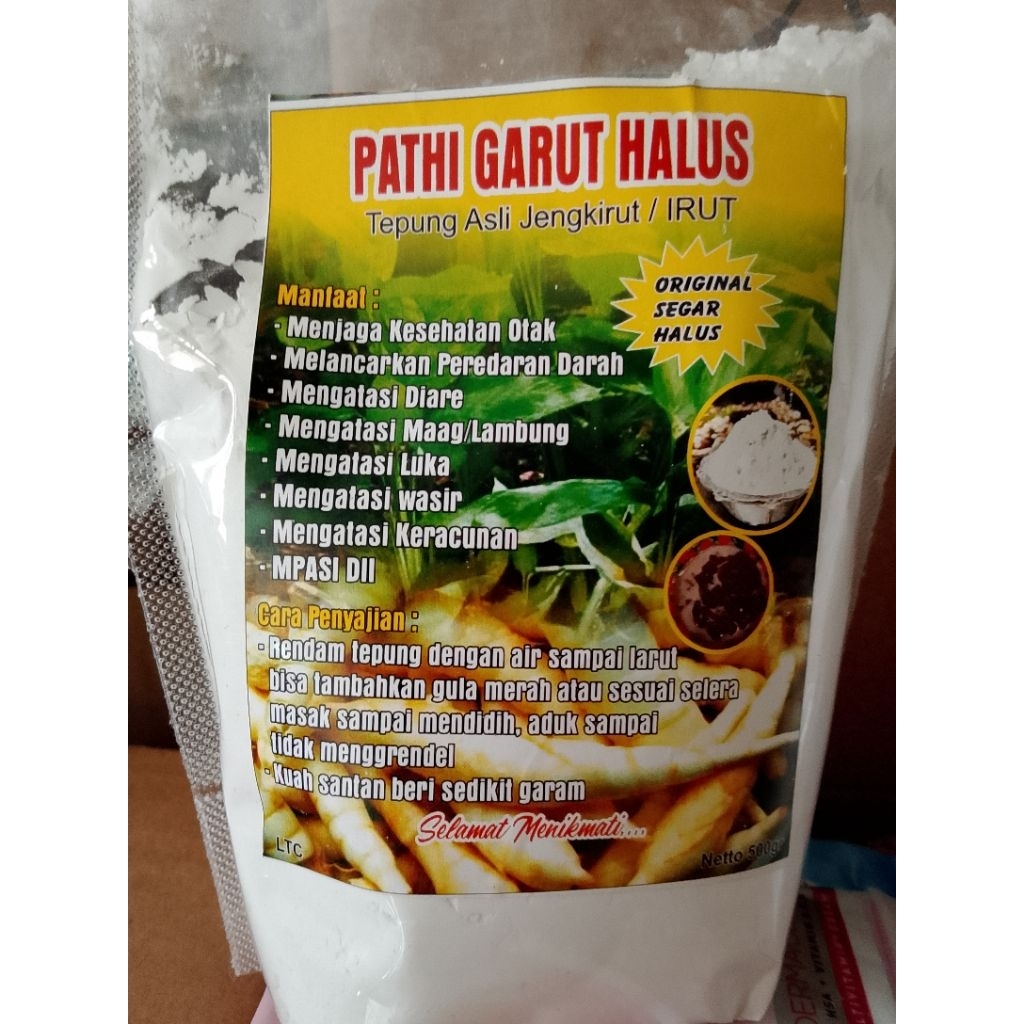 PATHI GARUT HALUS
Tepung Asli Jengkirut / IRUT
ORIGINAL
SEGAR
HALUS
Manfaat :
- Menjaga Kesehatan Otak
- Melancarkan Peredaran Darah
- Mengatasi Diare
- Mengatasi Maag/Lambung
- Mengatasi Luka
- Mengatasi wasir
- Mengatasi Keracunan
- MPASI Dll
Cara Penyajian :
- Rendam tepung dengan air sampai larut
bisa tambahkan gula merah atau sesuai selera
masak sampai mendidih, aduk sampai
tidak menggrendel
- Kuah santan beri sedikit garam
Selamat Menikmati....
LTC
Netto 500g